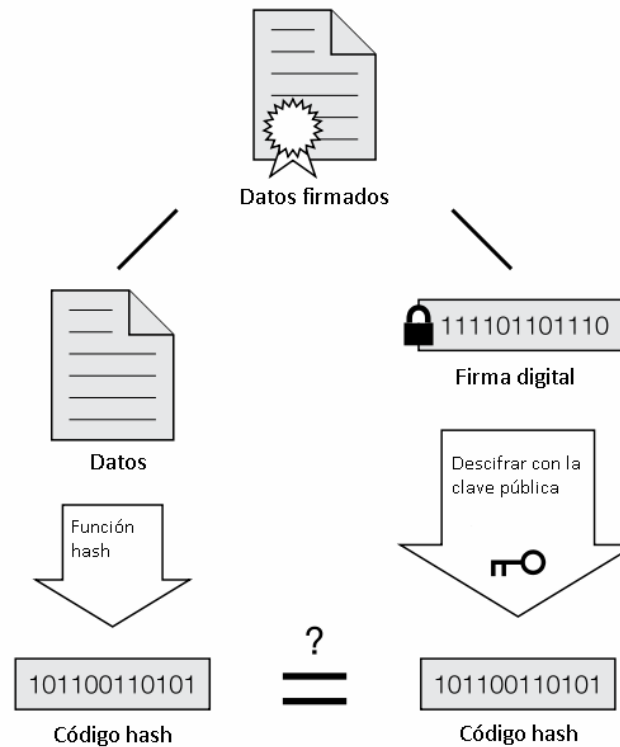 Datos firmados
111101101110
Firma digital
Datos
Descifrar con la
clave pública
Función
hash
?
101100110101
101100110101
Código hash
Código hash